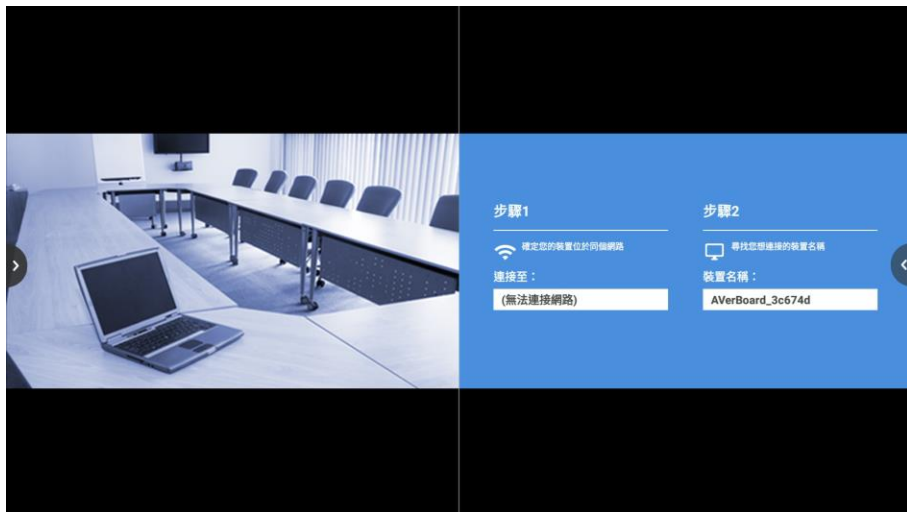 步驟1
確定您的裝置位於同個網路
連接至：
(無法連接網路)
步驟2
尋找您想連接的裝置名稱
裝置名稱：
AVerBoard_3c674d